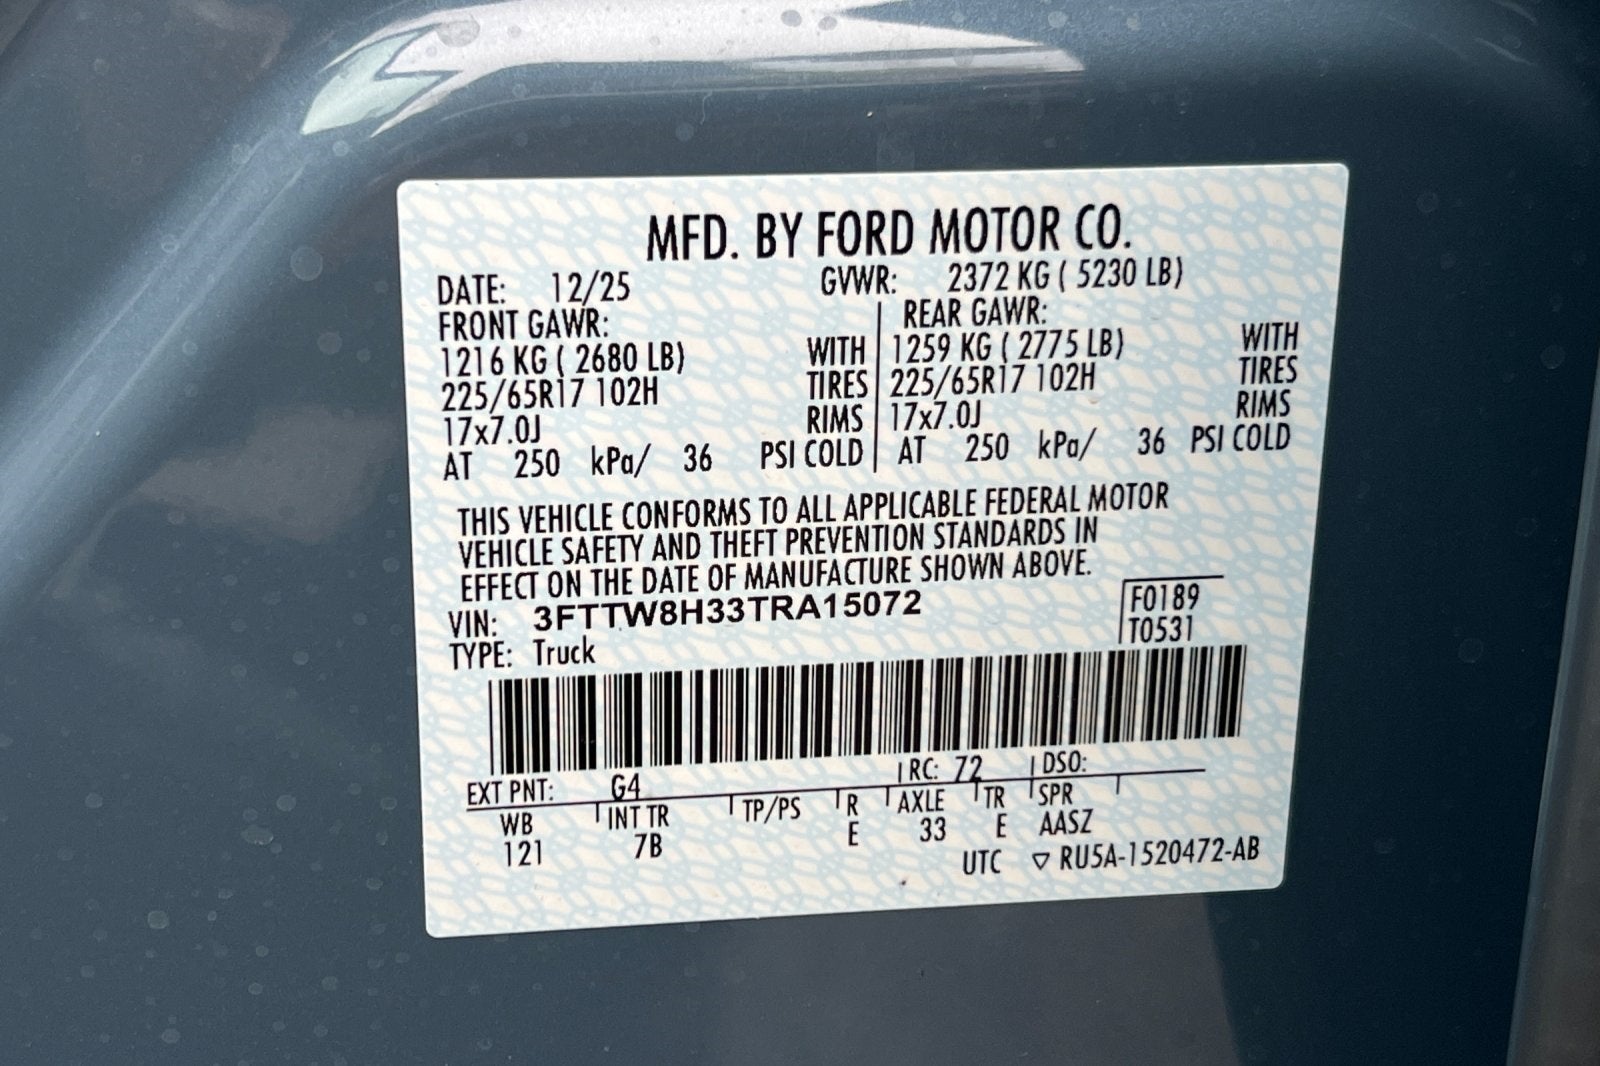 MFD. BY FORD MOTOR CO.
DATE: 12/25 GVWR: 2372 KG ( 5230 LB)
FRONT GAWR: REAR GAWR:
1216 KG ( 2680 LB) WITH 1259 KG ( 2775 LB) WITH
225/65R17 102H TIRES 225/65R17 102H TIRES
17x7.0J RIMS 17x7.0J RIMS
AT 250 kPa/ 36 PSI COLD AT 250 kPa/ 36 PSI COLD
THIS VEHICLE CONFORMS TO ALL APPLICABLE FEDERAL MOTOR
VEHICLE SAFETY AND THEFT PREVENTION STANDARDS IN
EFFECT ON THE DATE OF MANUFACTURE SHOWN ABOVE.
VIN: 3FTTW8H33TRA15072 F0189
TYPE: Truck T0531
EXT PNT: G4 RC: 72 DSO:
WB INT TR TP/PS R AXLE TR SPR
121 7B E 33 E AASZ
UTC ▽ RU5A-1520472-AB